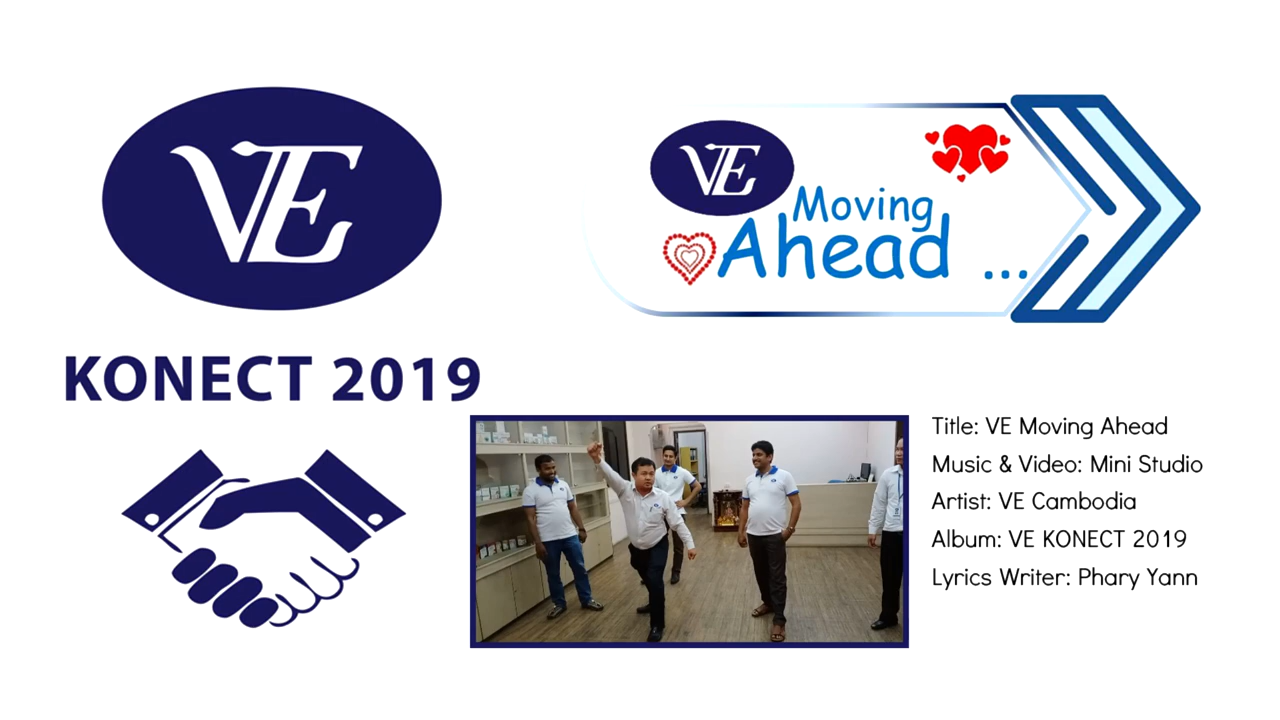 VE
KONECT 2019
VE
Moving
Ahead ...
Title: VE Moving Ahead
Music & Video: Mini Studio
Artist: VE Cambodia
Album: VE KONECT 2019
Lyrics Writer: Phary Yann